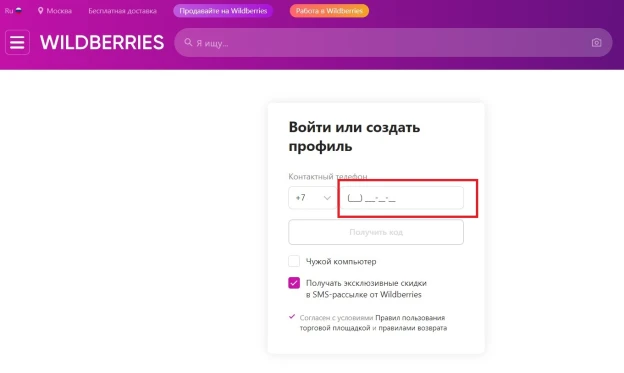 Ru Москва Бесплатная доставка Продавайте на Wildberries Работа в Wildberries
WILDBERRIES Я ищу...
Войти или создать
профиль
Контактный телефон
+7 (__) ___-__-__
Получить код
Чужой компьютер
Получать эксклюзивные скидки
в SMS-рассылке от Wildberries
Согласен с условиями Правил пользования
торговой площадкой и правилами возврата